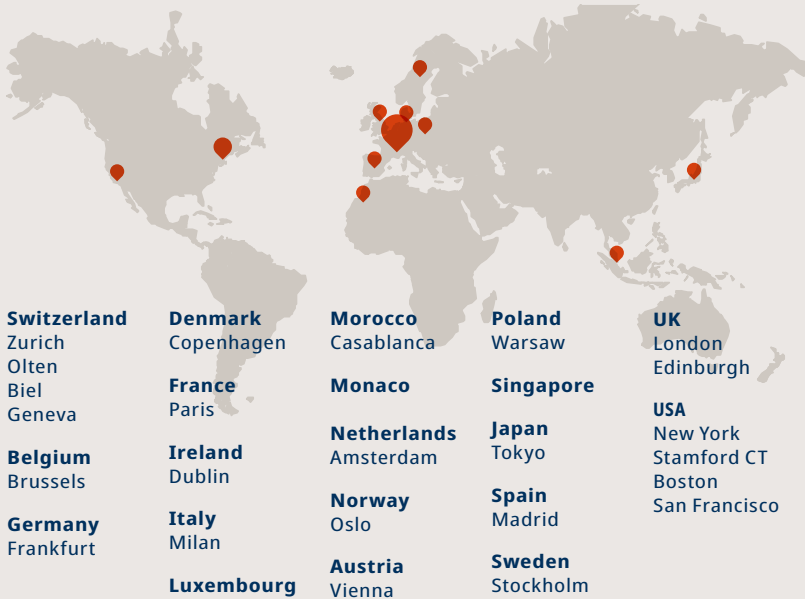 Switzerland
Zurich
Olten
Biel
Geneva
Belgium
Brussels
Germany
Frankfurt
Denmark
Copenhagen
France
Paris
Ireland
Dublin
Italy
Milan
Luxembourg
Morocco
Casablanca
Monaco
Netherlands
Amsterdam
Norway
Oslo
Austria
Vienna
Poland
Warsaw
Singapore
Japan
Tokyo
Spain
Madrid
Sweden
Stockholm
UK
London
Edinburgh
USA
New York
Stamford CT
Boston
San Francisco